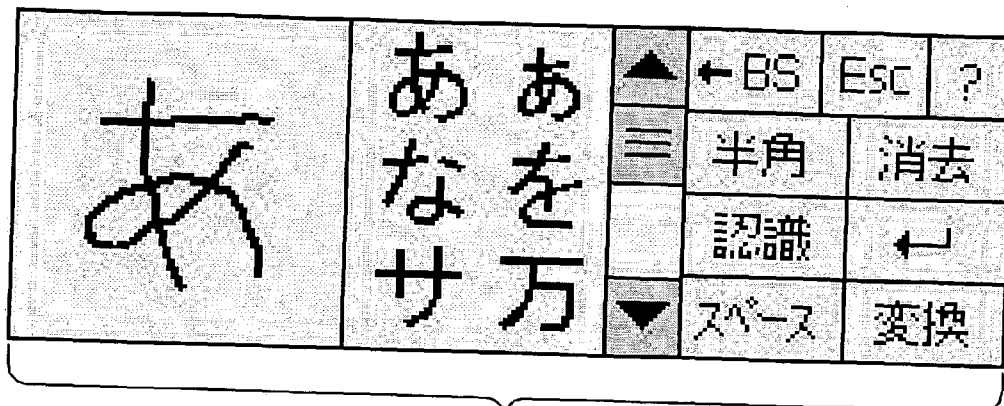 あ
あ ぁ
な を
サ 万
←BS Esc ?
半角 消去
認識 ↵
スペース 変換